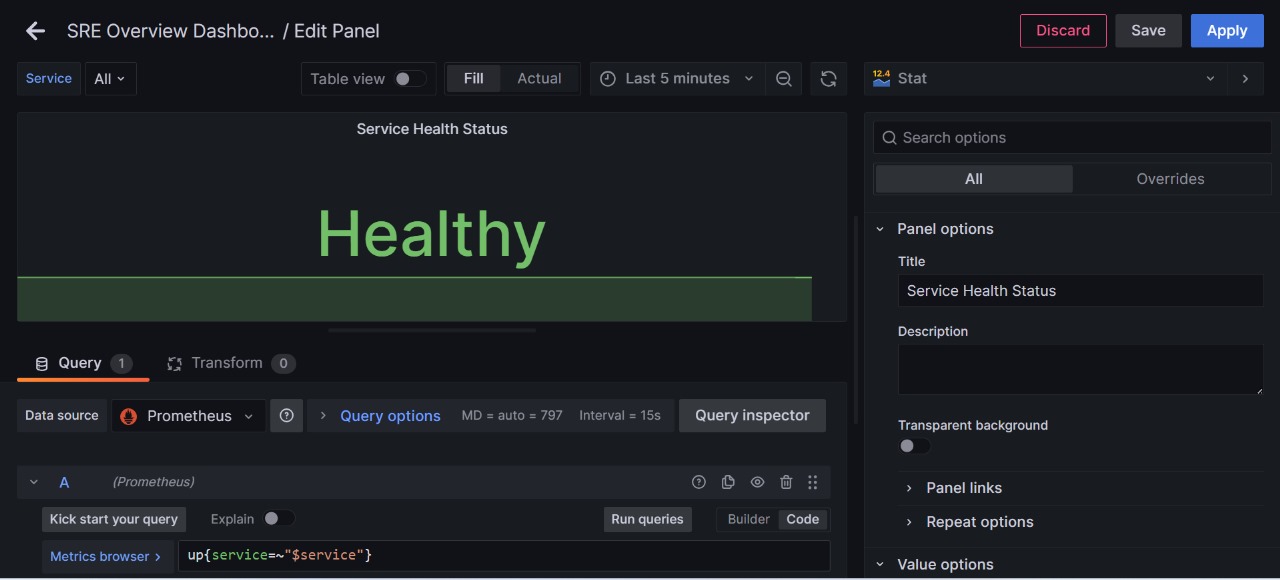 SRE Overview Dashbo... / Edit Panel
Discard
Save
Apply
Service
All
Table view
Fill
Actual
Last 5 minutes
12.4
Stat
Service Health Status
Healthy
Search options
All
Overrides
Panel options
Title
Service Health Status
Description
Transparent background
Panel links
Repeat options
Value options
Query 1
Transform 0
Data source
Prometheus
Query options
MD = auto = 797
Interval = 15s
Query inspector
A
(Prometheus)
Kick start your query
Explain
Run queries
Builder
Code
Metrics browser >
up{service=~"$service"}